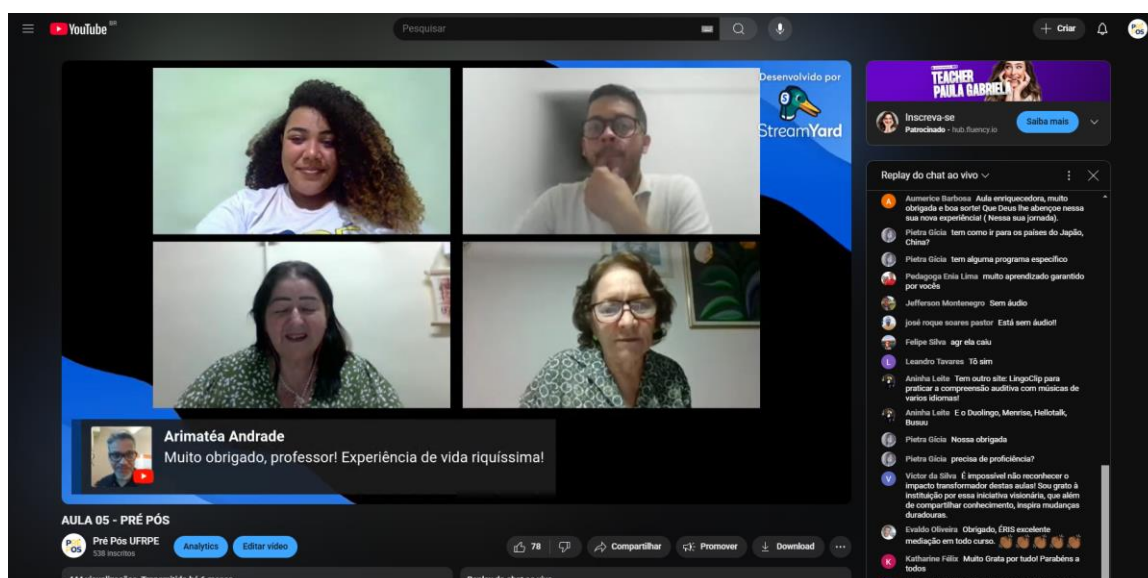 YouTube BR
Pesquisar
Criar
Desenvolvido por
StreamYard
Arimatéa Andrade
Muito obrigado, professor! Experiência de vida riquíssima!
AULA 05 - PRÉ PÓS
Pré Pós UFRPE
538 inscritos
Analytics
Editar vídeo
78
Compartilhar
Promover
Download
TEACHER
PAULA GABRIELA
Inscreva-se
Patrocinado - hub.fluency.io
Saiba mais
Replay do chat ao vivo
Aumerice Barbosa Aula enriquecedora, muito
obrigada e boa sorte! Que Deus lhe abençoe nessa
sua nova experiência! ( Nessa sua jornada).
Pietra Gícia tem como ir para os países do Japão,
China?
Pietra Gícia tem alguma programa específico
Pedagoga Enia Lima muito aprendizado garantido
por vocês
Jefferson Montenegro Sem áudio
josé roque soares pastor Está sem áudio!!
Felipe Silva agr ela caiu
Leandro Tavares Tô sim
Aninha Leite Tem outro site: LingoClip para
praticar a compreensão auditiva com músicas de
varios idiomas!
Aninha Leite E o Duolingo, Menrise, Hellotalk,
Busuu
Pietra Gícia Nossa obrigada
Pietra Gícia precisa de proficiência?
Victor da Silva É impossível não reconhecer o
impacto transformador destas aulas! Sou grato à
instituição por essa iniciativa visionária, que além
de compartilhar conhecimento, inspira mudanças
duradouras.
Evaldo Oliveira Obrigado, ÉRIS excelente
mediação em todo curso.
Katharine Félix Muito Grata por tudo! Parabéns a
todos